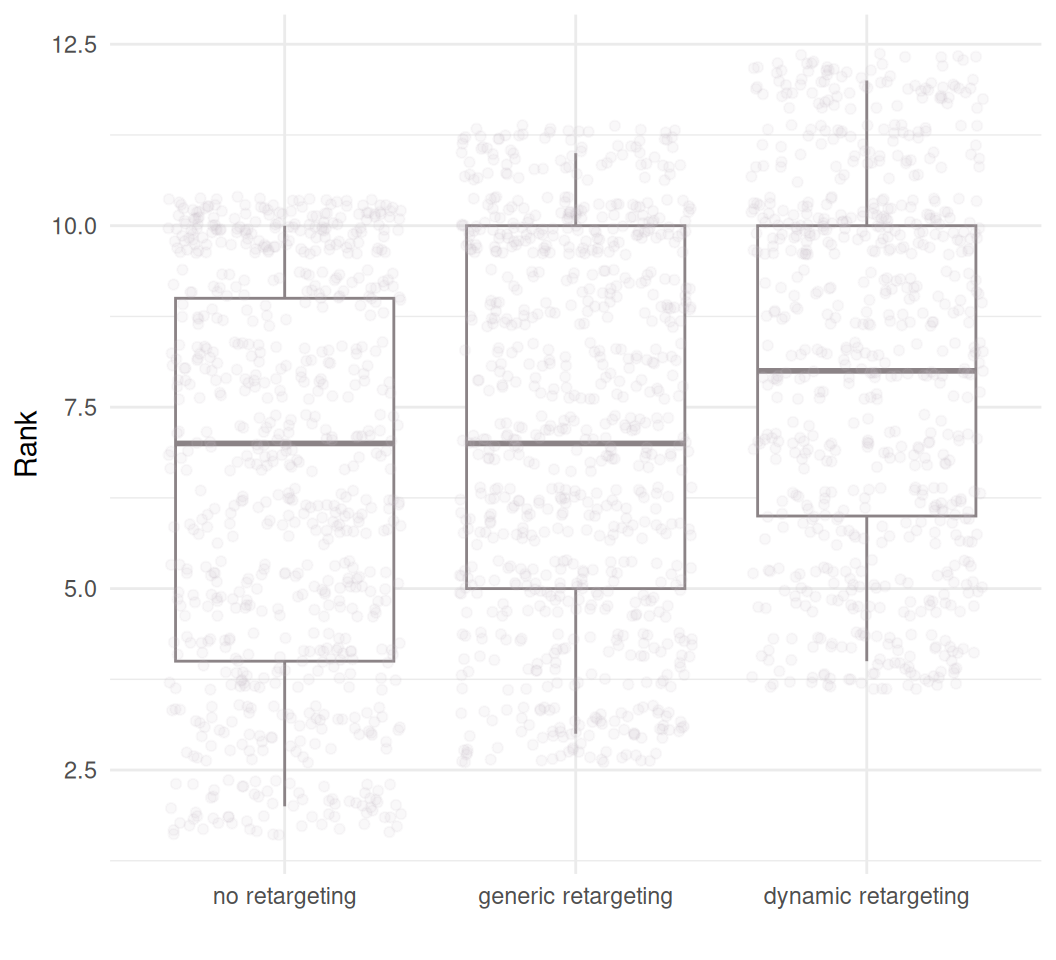 12.5
10.0
7.5
5.0
2.5
Rank
no retargeting
generic retargeting
dynamic retargeting